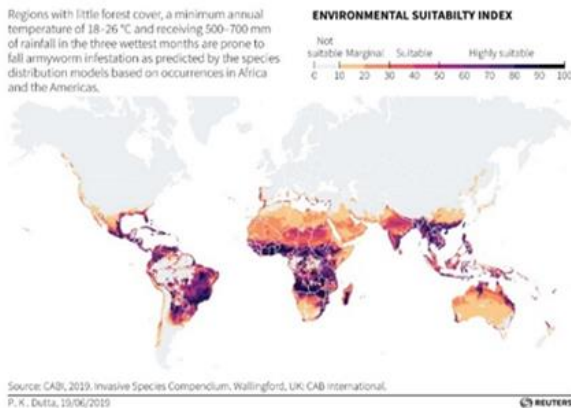 Regions with little forest cover, a minimum annual
temperature of 18-26 °C and receiving 500-700 mm
of rainfall in the three wettest months are prone to
fall armyworm infestation as predicted by the species
distribution models based on occurrences in Africa
and the Americas.
ENVIRONMENTAL SUITABILTY INDEX
Not
suitable Marginal Suitable Highly suitable
0 10 20 30 40 50 60 70 80 90 100
Source: CABI, 2019. Invasive Species Compendium. Wallingford, UK: CAB International.
P. K. Dutta, 19/06/2019
REUTERS